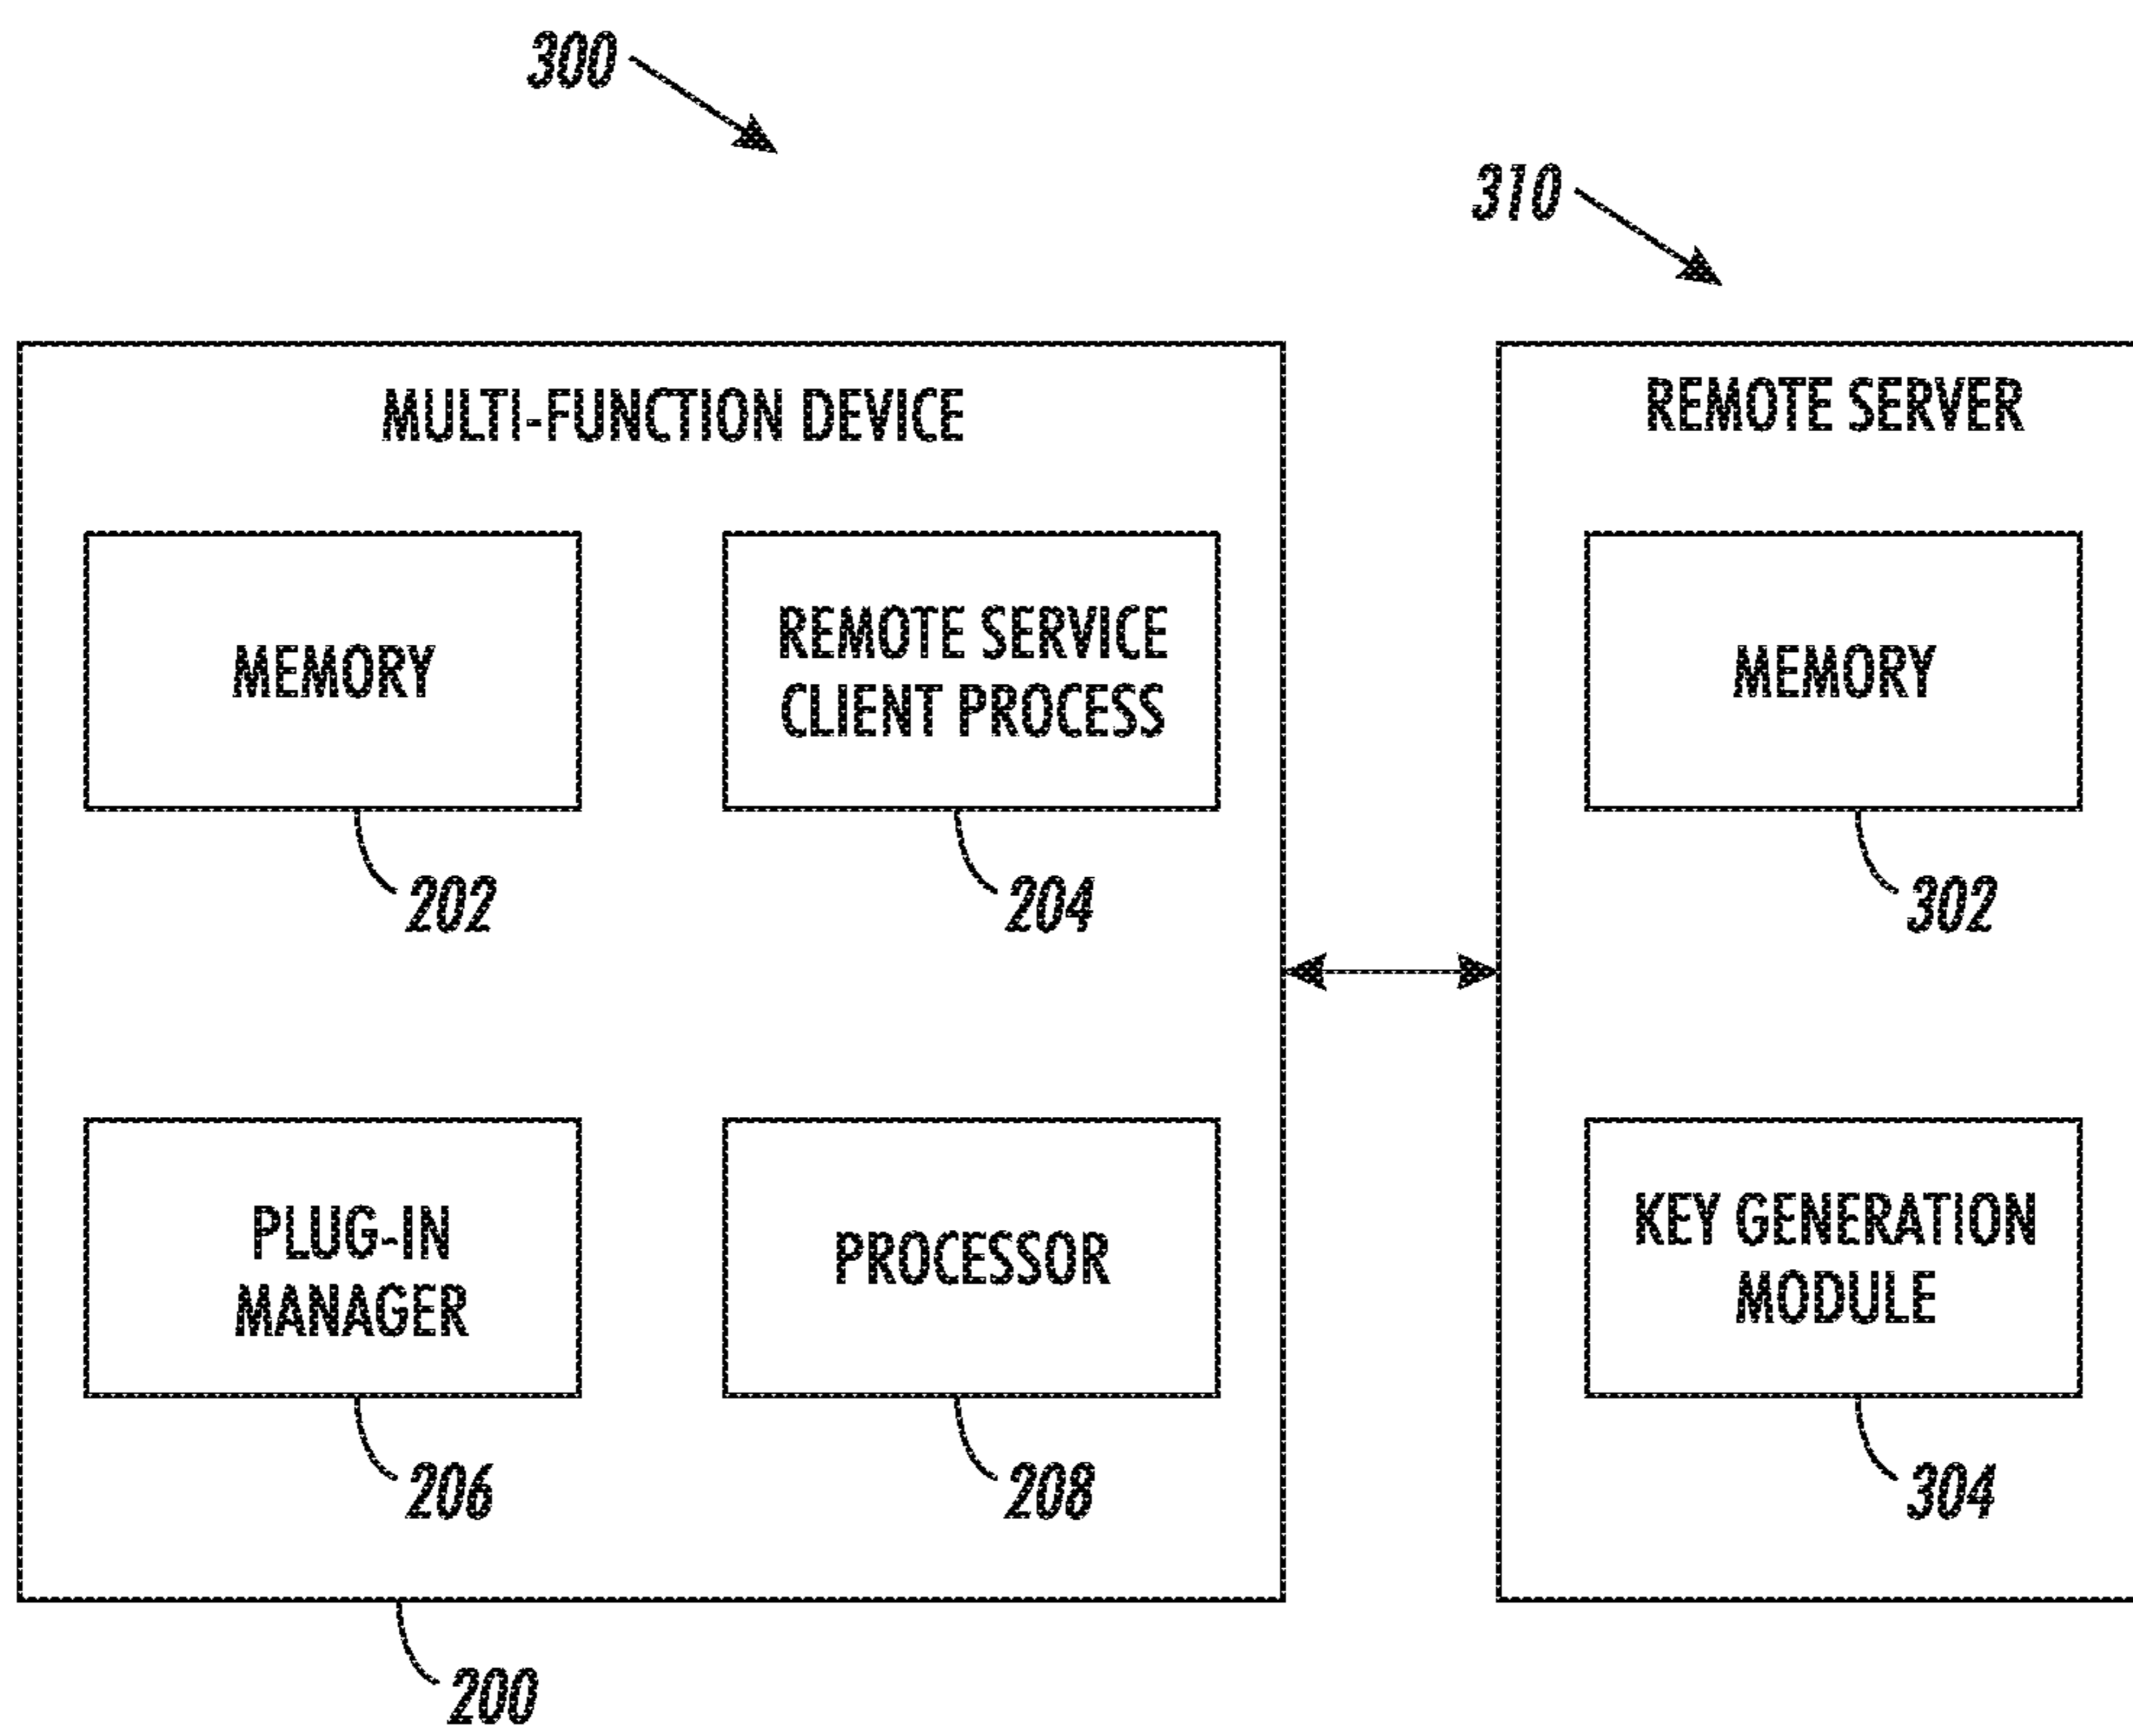 300
310
MULTI-FUNCTION DEVICE
REMOTE SERVER
MEMORY
REMOTE SERVICE
CLIENT PROCESS
MEMORY
202
204
302
PLUG-IN
MANAGER
PROCESSOR
KEY GENERATION
MODULE
206
208
304
200